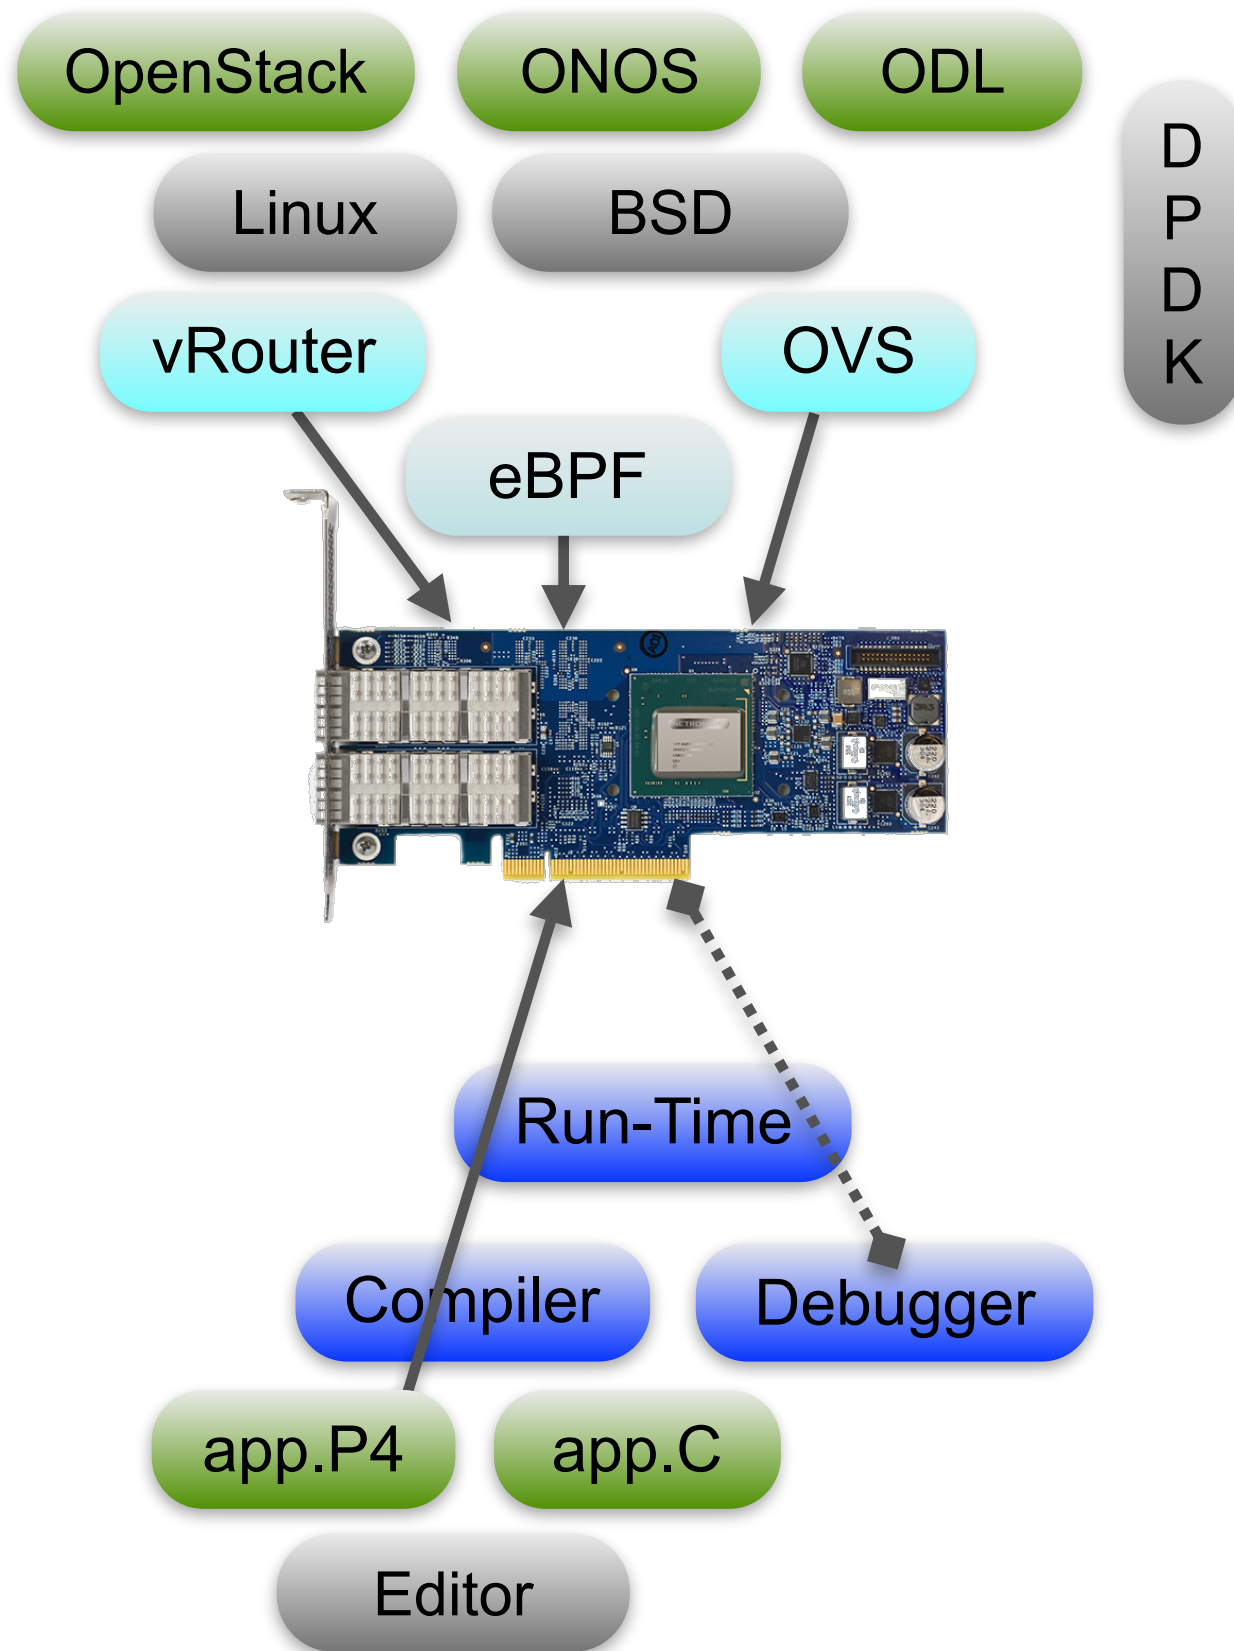 OpenStack
ONOS
ODL
D
P
D
K
Linux
BSD
vRouter
OVS
eBPF
Run-Time
Compiler
Debugger
app.P4
app.C
Editor